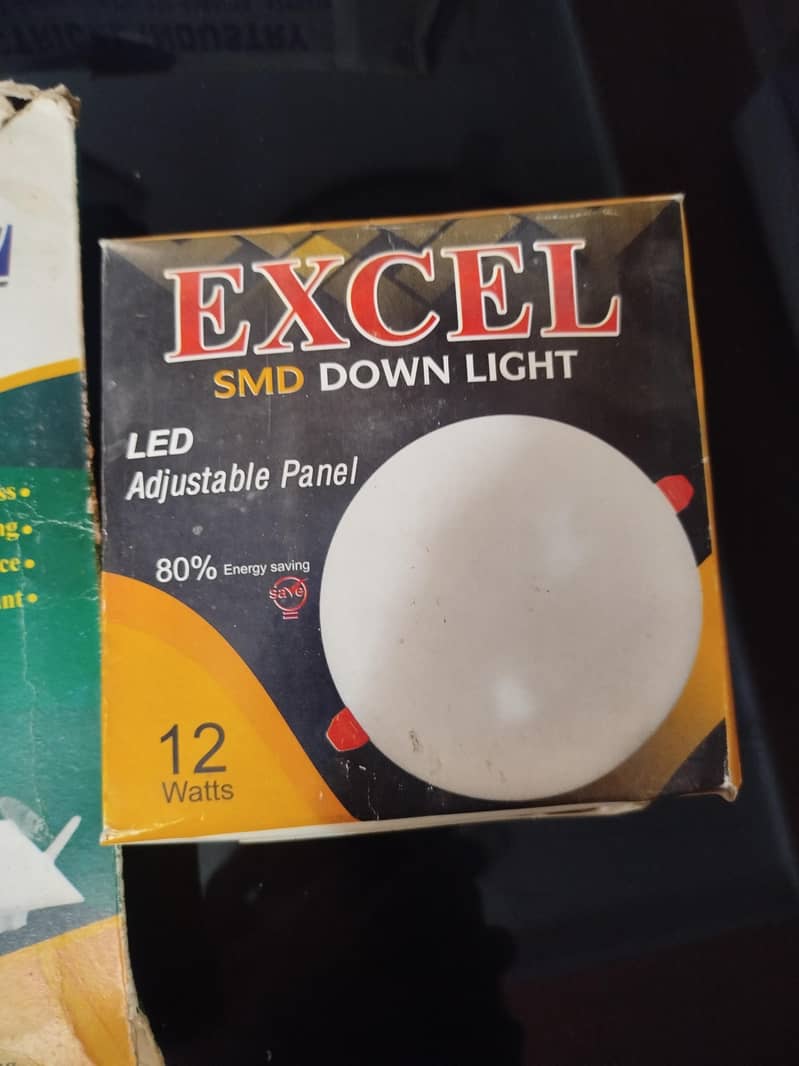 EXCEL
SMD DOWN LIGHT
LED
Adjustable Panel
80% Energy saving
save
12
Watts